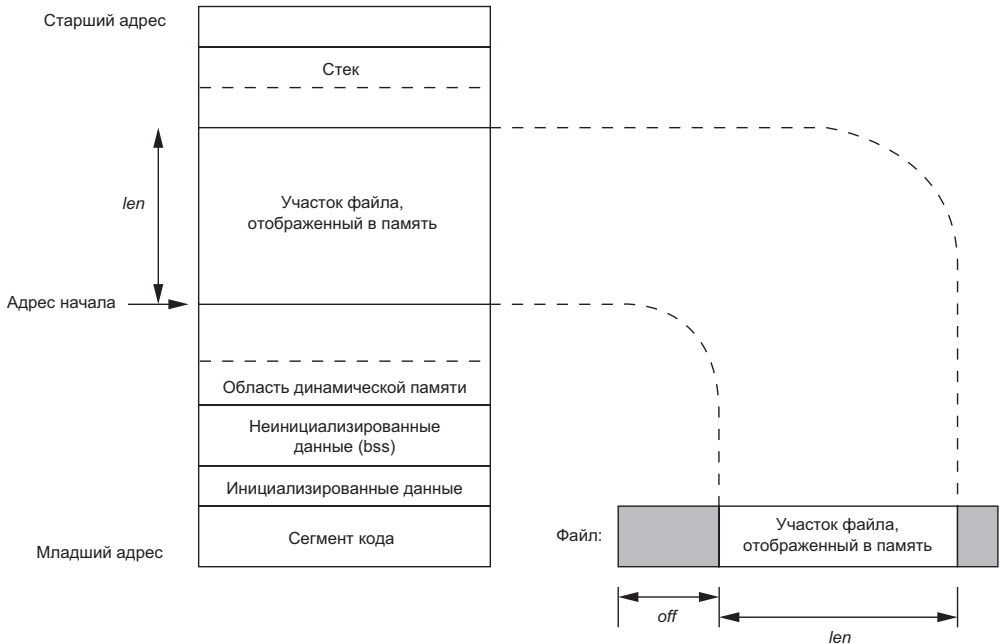 Старший адрес
Стек
len
Участок файла,
отображенный в память
Адрес начала
Область динамической памяти
Неинициализированные
данные (bss)
Инициализированные данные
Сегмент кода
Младший адрес
Файл:
Участок файла,
отображенный в память
off
len